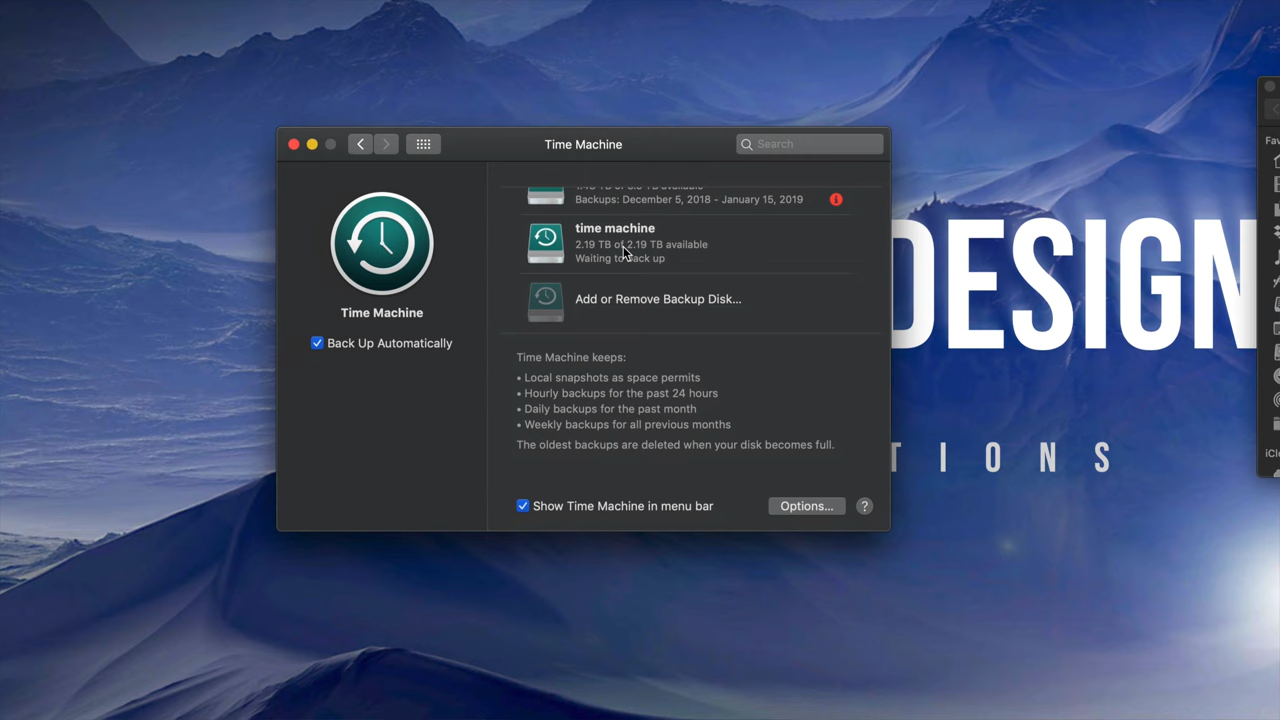 Time Machine
Search
Backups: December 5, 2018 - January 15, 2019
time machine
2.19 TB of 2.19 TB available
Waiting to back up
Add or Remove Backup Disk...
Time Machine
Back Up Automatically
Time Machine keeps:
• Local snapshots as space permits
• Hourly backups for the past 24 hours
• Daily backups for the past month
• Weekly backups for all previous months
The oldest backups are deleted when your disk becomes full.
Show Time Machine in menu bar
Options...
?
DESIGN
TIONS
Fav
iClo